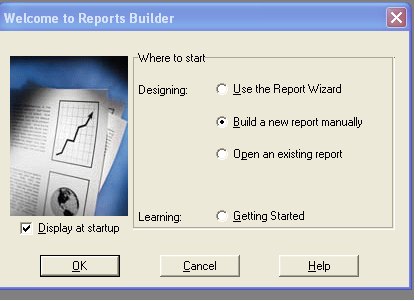 Welcome to Reports Builder
Where to start
Designing:
Use the Report Wizard
Build a new report manually
Open an existing report
Learning:
Getting Started
Display at startup
OK
Cancel
Help